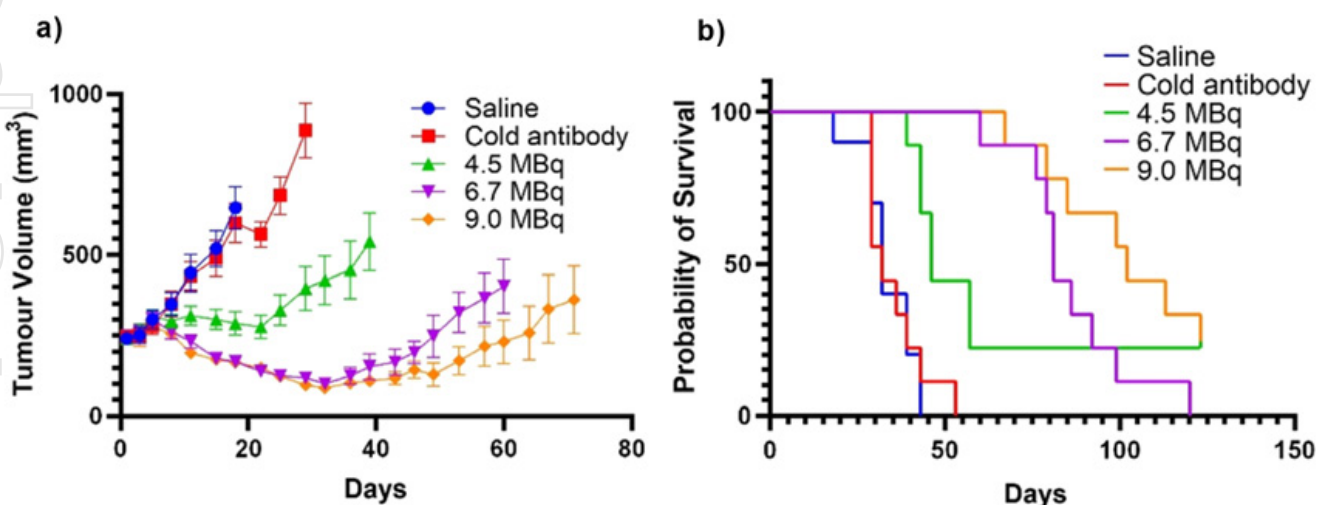 a)
Tumour Volume (mm³)
1000
500
0
0 20 40 60 80
Days
Saline
Cold antibody
4.5 MBq
6.7 MBq
9.0 MBq
b)
Probability of Survival
100
50
0
0 50 100 150
Days
Saline
Cold antibody
4.5 MBq
6.7 MBq
9.0 MBq